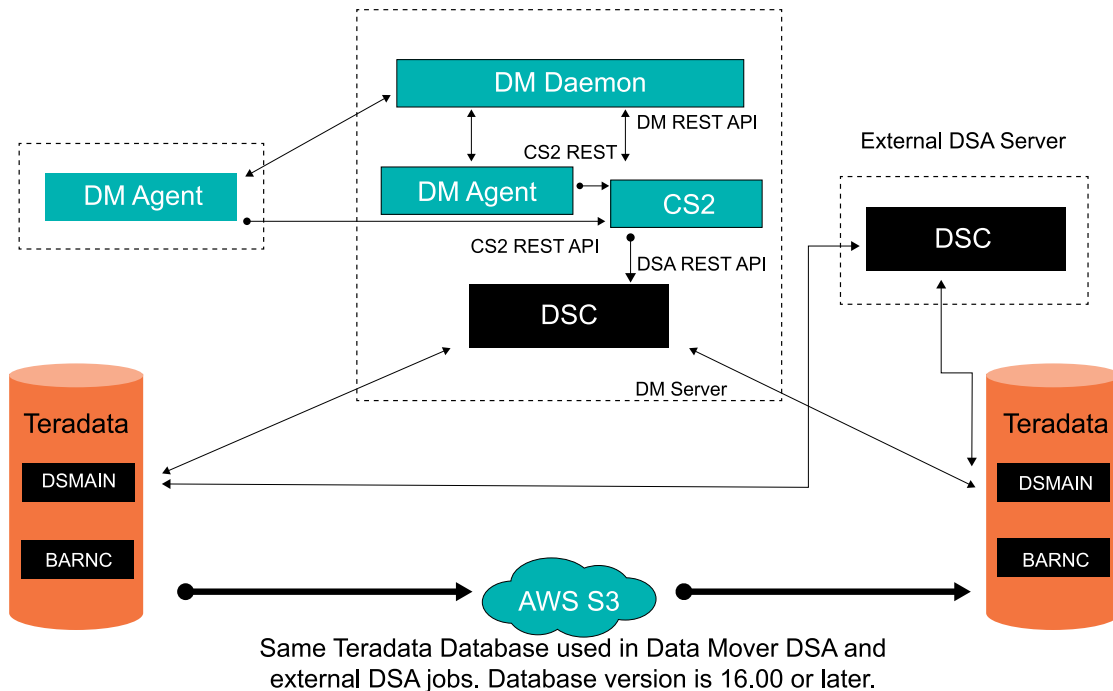 DM Daemon
DM REST API
External DSA Server
CS2 REST
DM Agent
DM Agent
CS2
DSC
CS2 REST API
DSA REST API
DSC
DM Server
Teradata
Teradata
DSMAIN
DSMAIN
BARNC
BARNC
AWS S3
Same Teradata Database used in Data Mover DSA and
external DSA jobs. Database version is 16.00 or later.